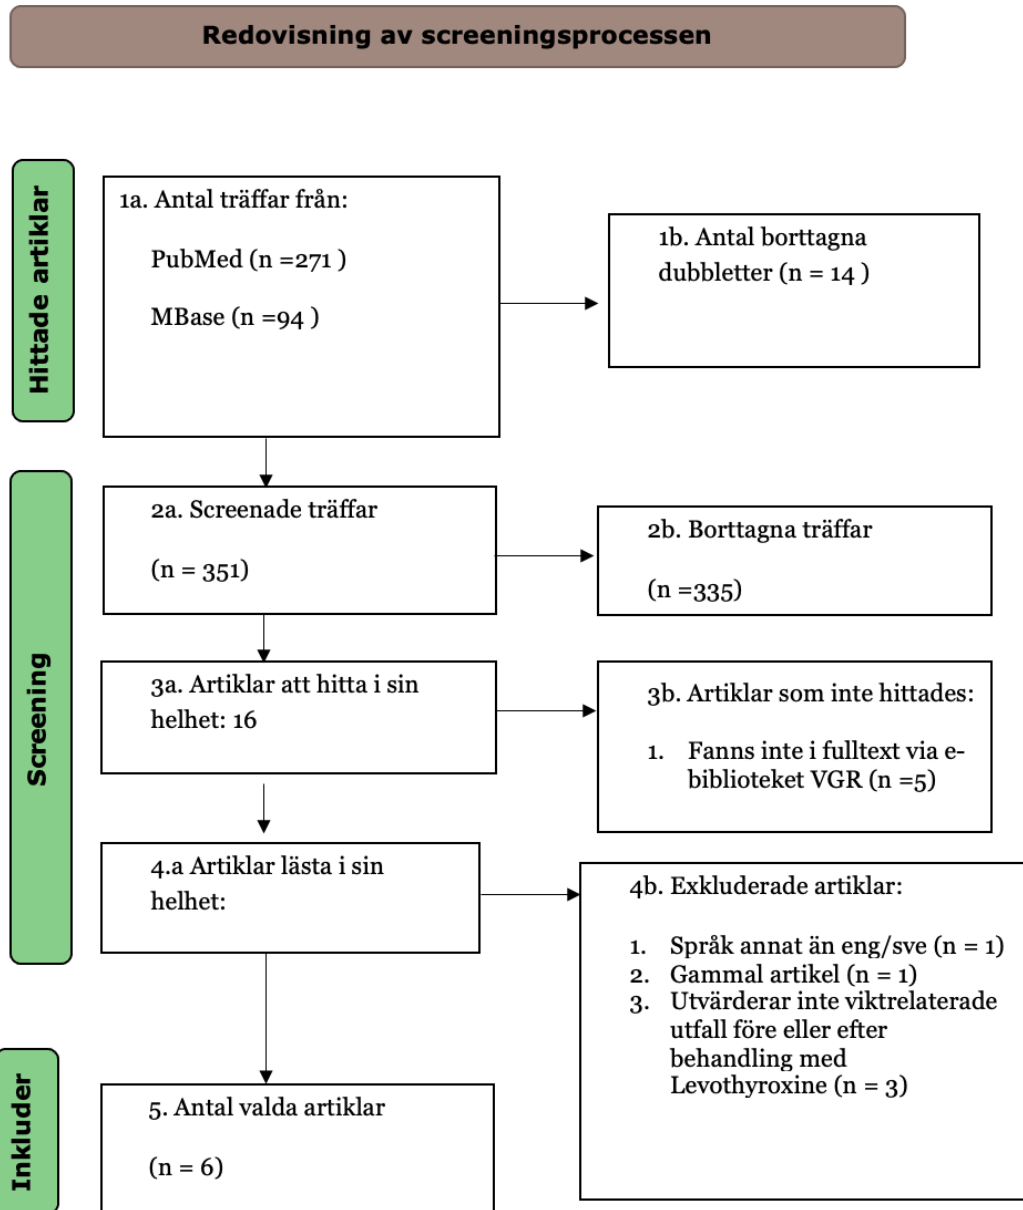 Redovisning av screeningsprocessen
Hittade artiklar
1a. Antal träffar från:
PubMed (n =271 )
MBase (n =94 )
1b. Antal borttagna
dubbletter (n = 14 )
Screening
2a. Screenade träffar
(n = 351)
2b. Borttagna träffar
(n =335)
3a. Artiklar att hitta i sin
helhet: 16
3b. Artiklar som inte hittades:
1. Fanns inte i fulltext via e-
biblioteket VGR (n =5)
4.a Artiklar lästa i sin
helhet:
4b. Exkluderade artiklar:
1. Språk annat än eng/sve (n = 1)
2. Gammal artikel (n = 1)
3. Utvärderar inte viktrelaterade
utfall före eller efter
behandling med
Levothyroxine (n = 3)
Inkluder
5. Antal valda artiklar
(n = 6)